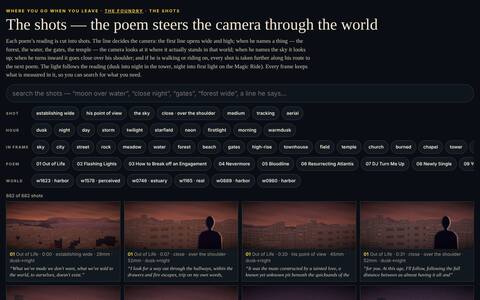 WHERE YOU GO WHEN YOU LEAVE · THE FOUNDRY · THE SHOTS
The shots — the poem steers the camera through the world
Each poem's reading is cut into shots. The line decides the camera: the first line opens wide and high; when he names a thing — the
forest, the water, the gates, the temple — the camera looks at it where it actually stands in that world; when he names the sky it looks
up; when he turns inward it goes close over his shoulder; and if he is walking or riding on, every shot is taken further along his route to
the next poem. The light follows the reading (dusk into night in the tower, night into first light on the Magic Ride). Every frame keeps
what is measured in it, so you can search for what you need.
search the shots — "moon over water", "close night", "gates", "forest wide", a line he says...
SHOT establishing wide his point of view the sky close · over the shoulder medium tracking aerial
HOUR dusk night day storm twilight starfield neon firstlight morning warmdusk
IN FRAME sky city street rock meadow water forest beach gates high-rise townhouse field temple tower interior
POEM 01 Out of Life 02 Flashing Lights 03 How to Break off an Engagement 04 Nevermore 05 Bloodline 06 Resurrecting Atlantis 07 DJ Turn Me Up 08 Newly Single
WORLD w1623 · harbor w1578 · perceived w0746 · estuary w1165 · real w0889 · harbor w0980 · harbor
662 of 662 shots
01 Out of Life · 0:00 · establishing wide · 28mm · dusk→night
"What we've made we don't want, what we've sold to the world, to ourselves, a disgrace."
01 Out of Life · 0:07 · close · over the shoulder · 52mm · dusk→night
"I look for a way out through the hallways, within the drawers and fire escapes, trip on my own words,
01 Out of Life · 0:20 · his point of view · 45mm · dusk→night
"It was the mom constructed by a tainted love, a known yet unknown peril beneath the quicksands of the
01 Out of Life · 0:31 · close · over the shoulder · 52mm · dusk→night
"for you. At this age, I'll follow, following the full distance between us almost having it all and